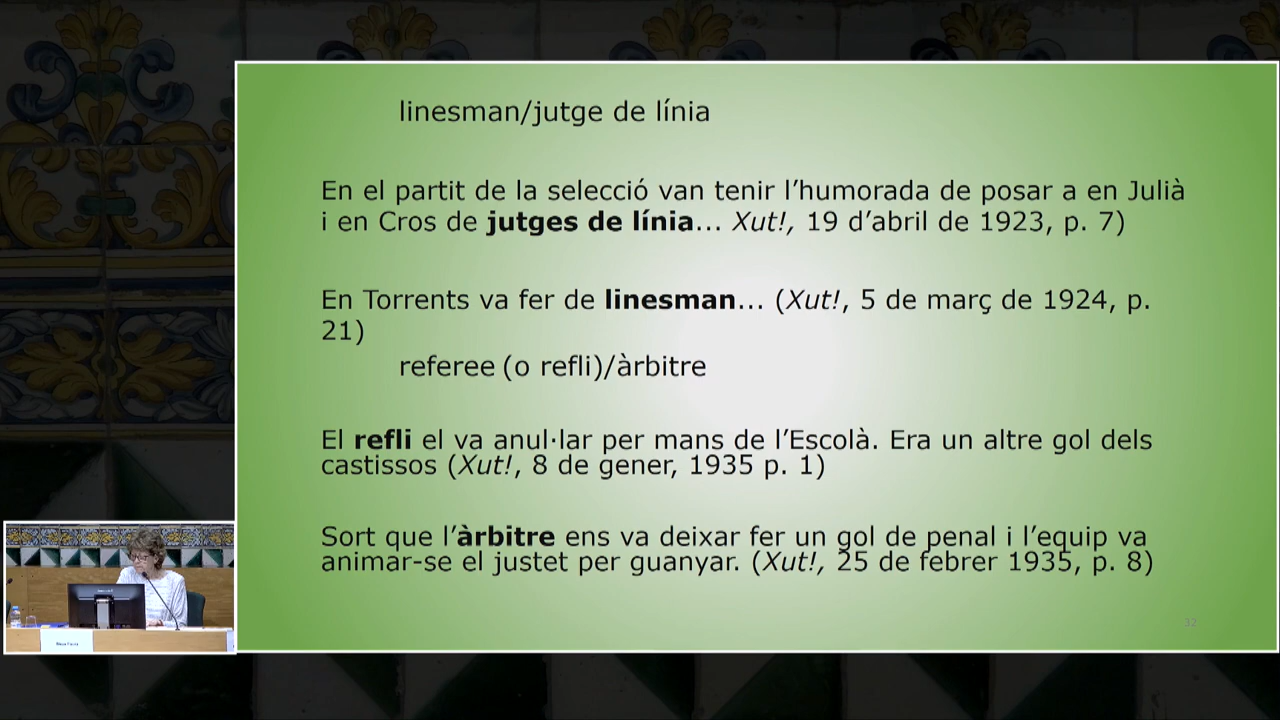 linesman/jutge de línia
En el partit de la selecció van tenir l’humorada de posar a en Julià
i en Cros de jutges de línia... Xut!, 19 d’abril de 1923, p. 7)
En Torrents va fer de linesman... (Xut!, 5 de març de 1924, p.
21)
referee (o refli)/àrbitre
El refli el va anul·lar per mans de l’Escolà. Era un altre gol dels
castissos (Xut!, 8 de gener, 1935 p. 1)
Sort que l’àrbitre ens va deixar fer un gol de penal i l’equip va
animar-se el justet per guanyar. (Xut!, 25 de febrer 1935, p. 8)
32